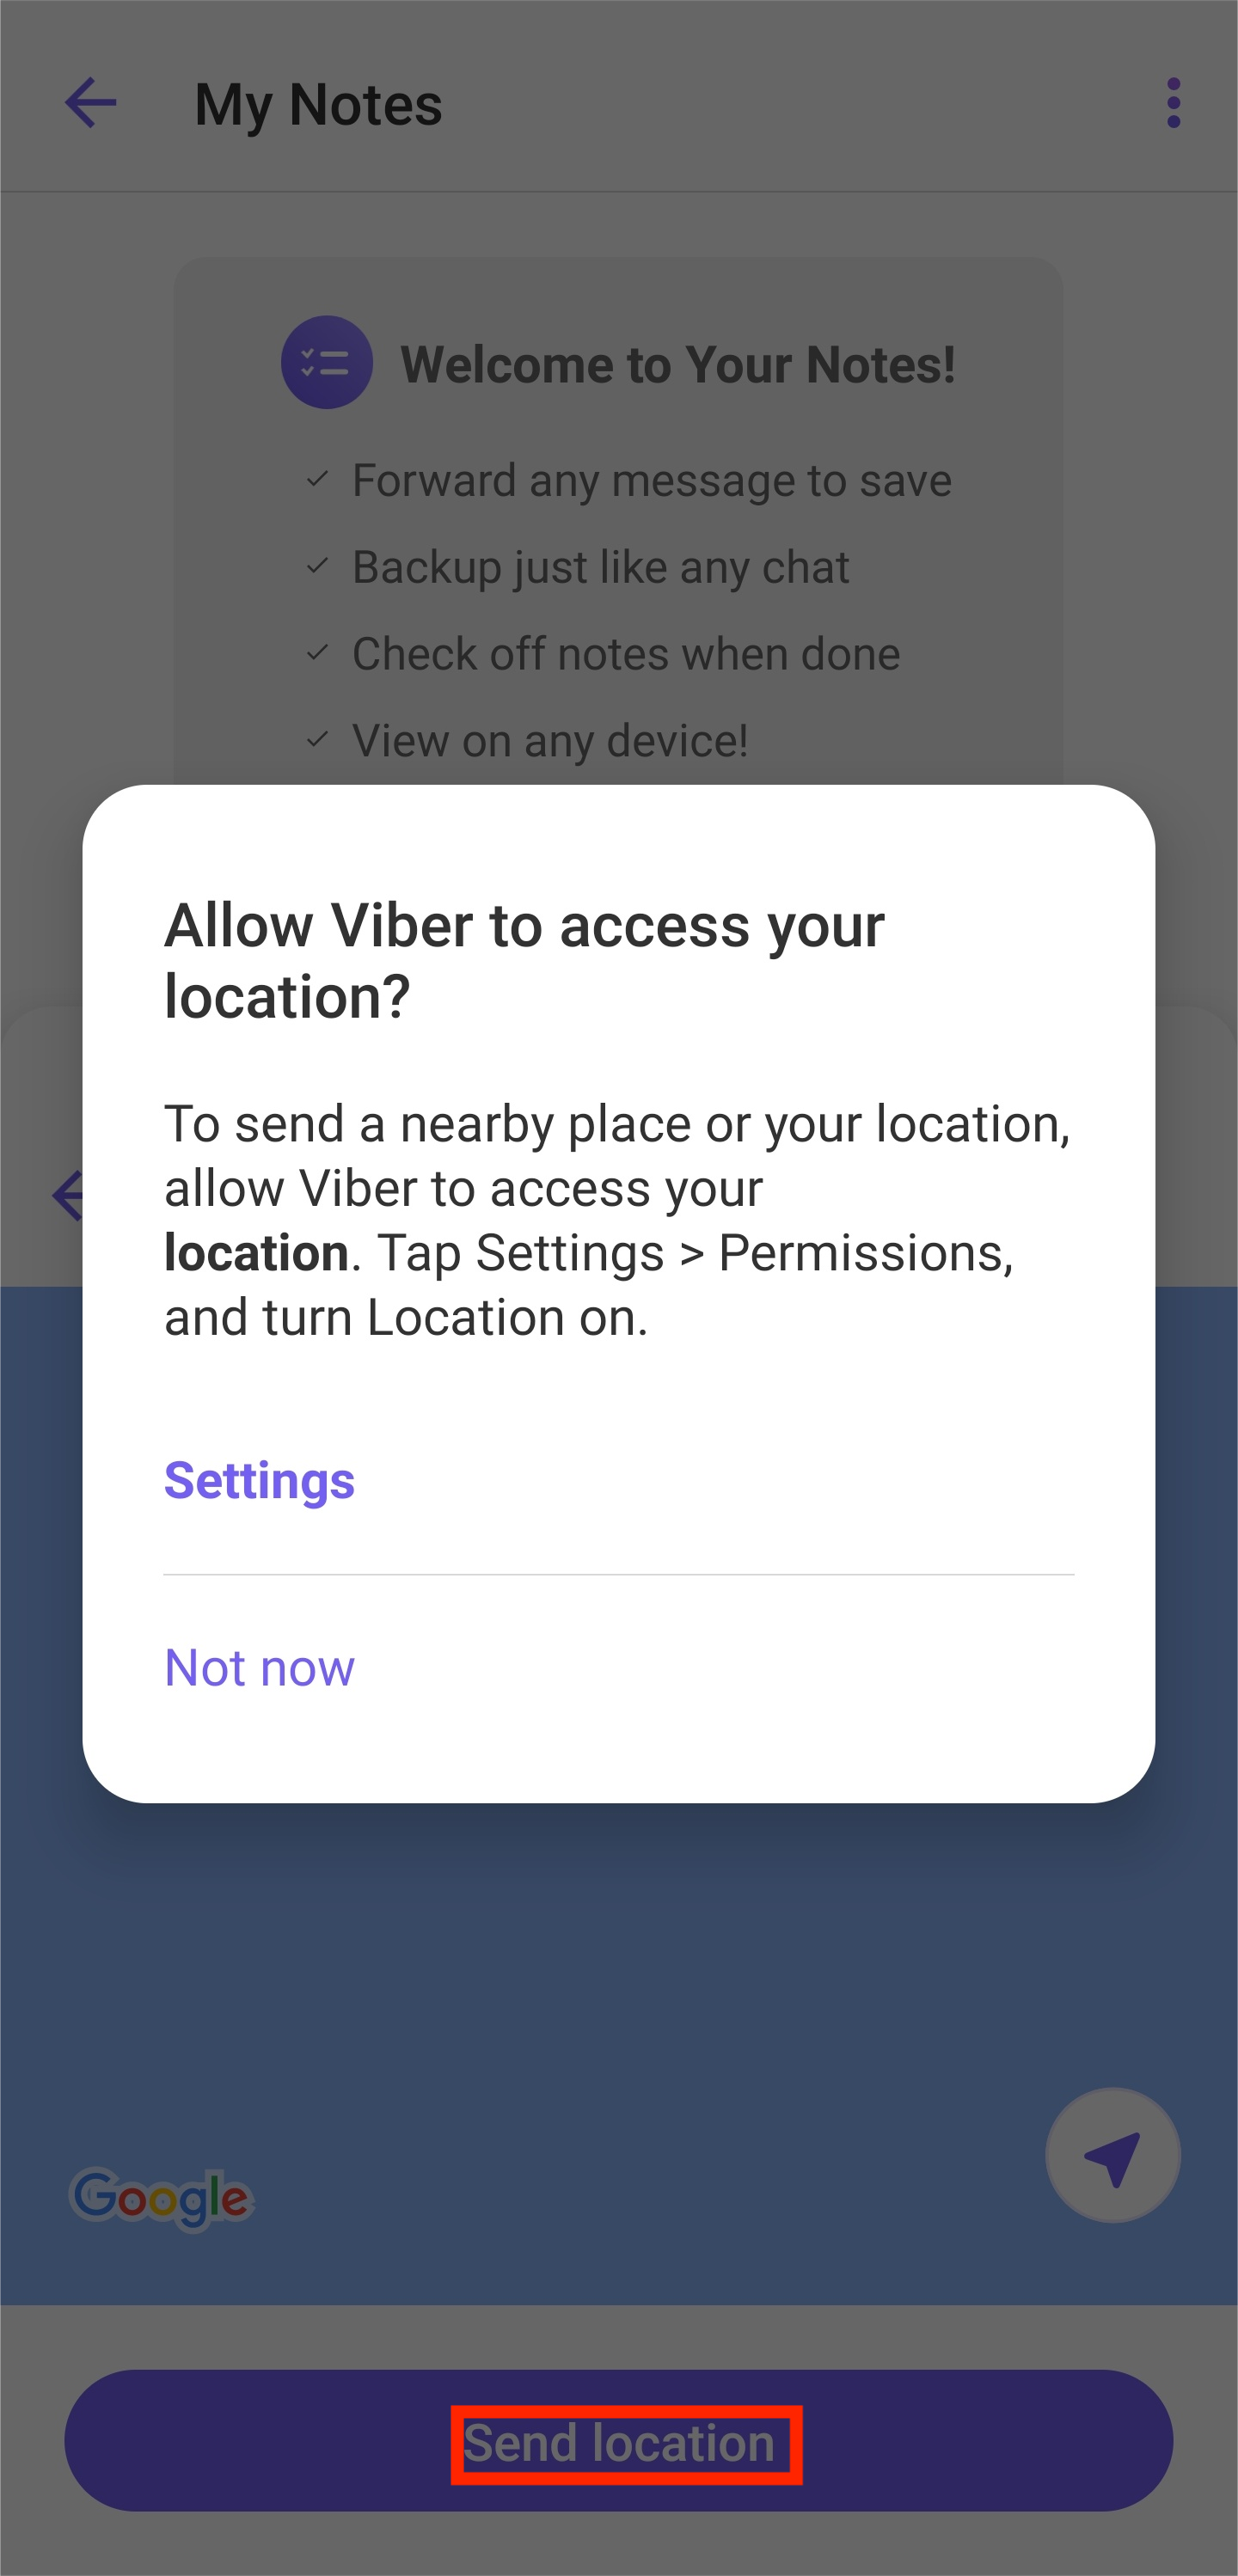 My Notes
Welcome to Your Notes!
Forward any message to save
Backup just like any chat
Check off notes when done
View on any device!
Allow Viber to access your
location?
To send a nearby place or your location,
allow Viber to access your
location. Tap Settings > Permissions,
and turn Location on.
Settings
Not now
Google
Send location